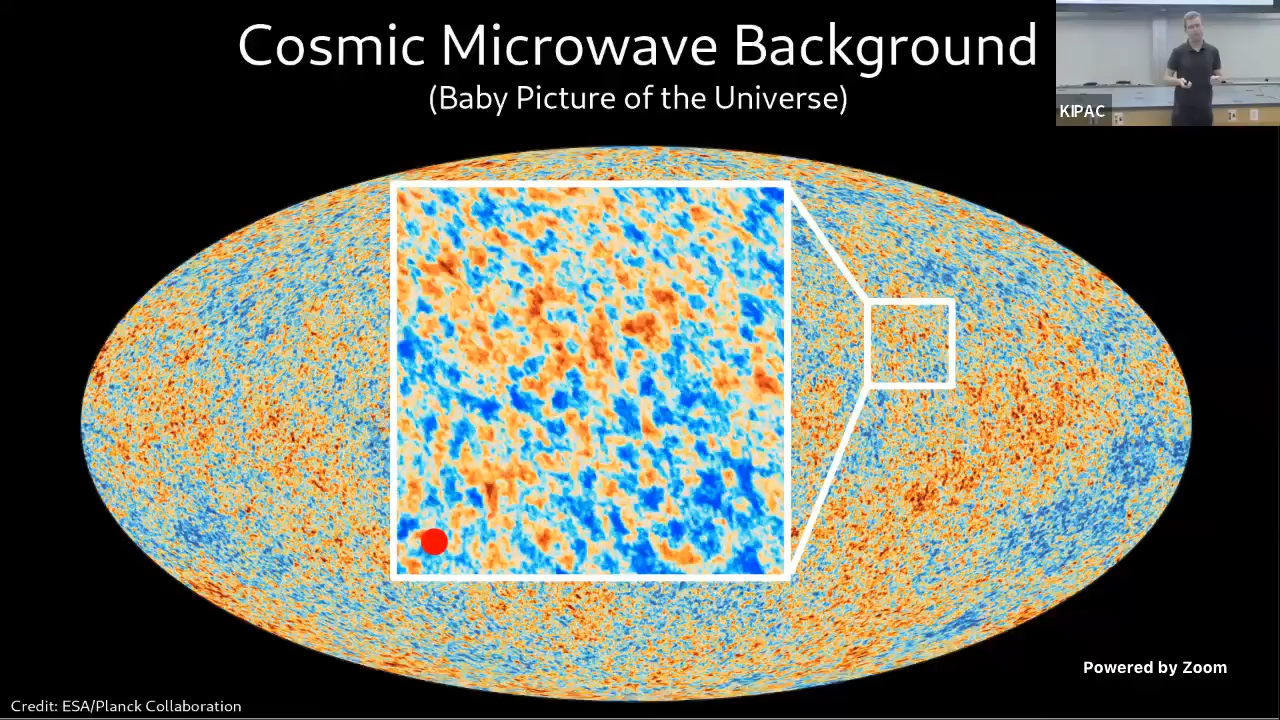 Cosmic Microwave Background
(Baby Picture of the Universe)
KIPAC
Powered by Zoom
Credit: ESA/Planck Collaboration